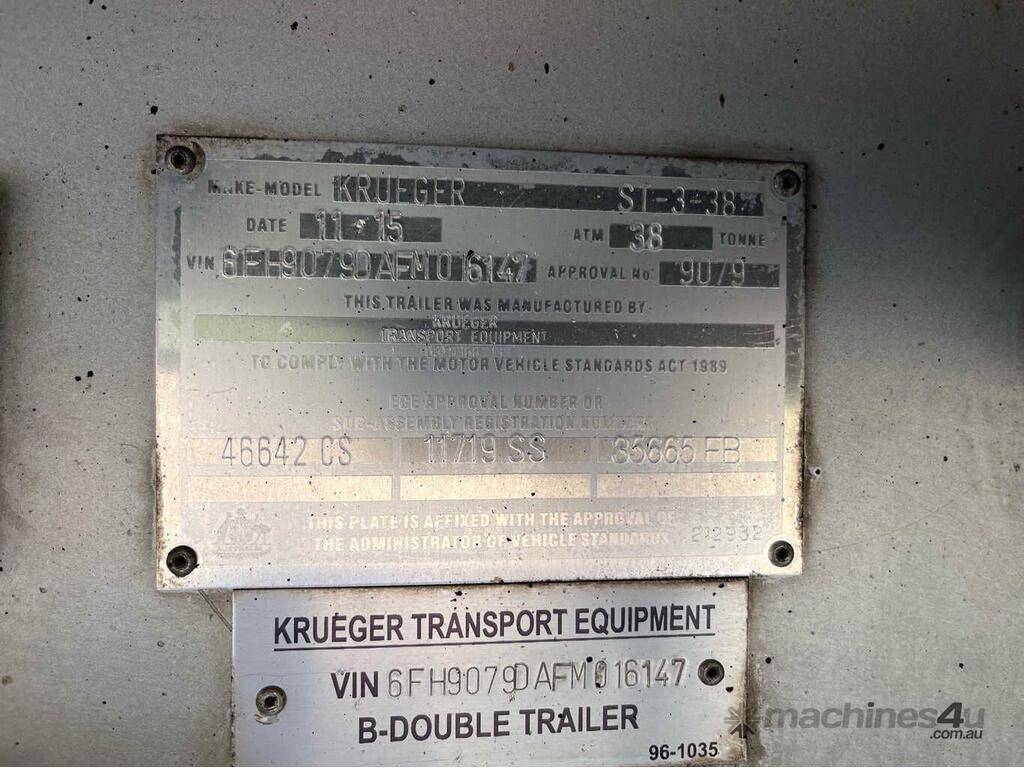 MAKE-MODEL KRUEGER ST-3-38
DATE 11·15 ATM 38 TONNE
VIN 6FH9079DAFM016147 APPROVAL No. 9079
THIS TRAILER WAS MANUFACTURED BY
KRUEGER
TRANSPORT EQUIPMENT
TO COMPLY WITH THE MOTOR VEHICLE STANDARDS ACT 1989
EGE APPROVAL NUMBER OR
SUB-ASSEMBLY REGISTRATION NUMBER
46642 CS 11719 SS 35665 FB
THIS PLATE IS AFFIXED WITH THE APPROVAL OF
THE ADMINISTRATOR OF VEHICLE STANDARDS
KRUEGER TRANSPORT EQUIPMENT
VIN 6FH9079DAFM016147
B-DOUBLE TRAILER
96-1035
machines4u
.com.au